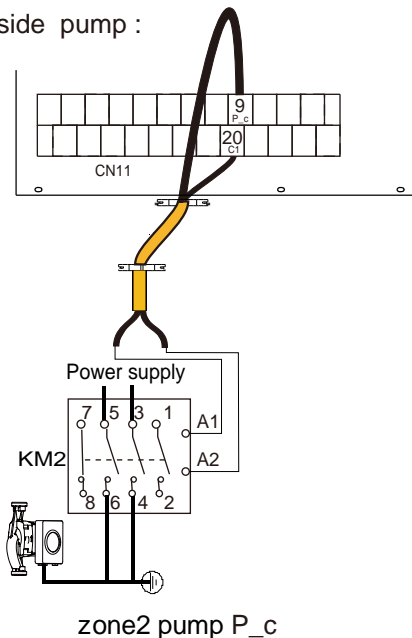 side pump :
9
P_c
20
C1
CN11
Power supply
7 5 3 1
A1
KM2
A2
8 6 4 2
zone2 pump P_c